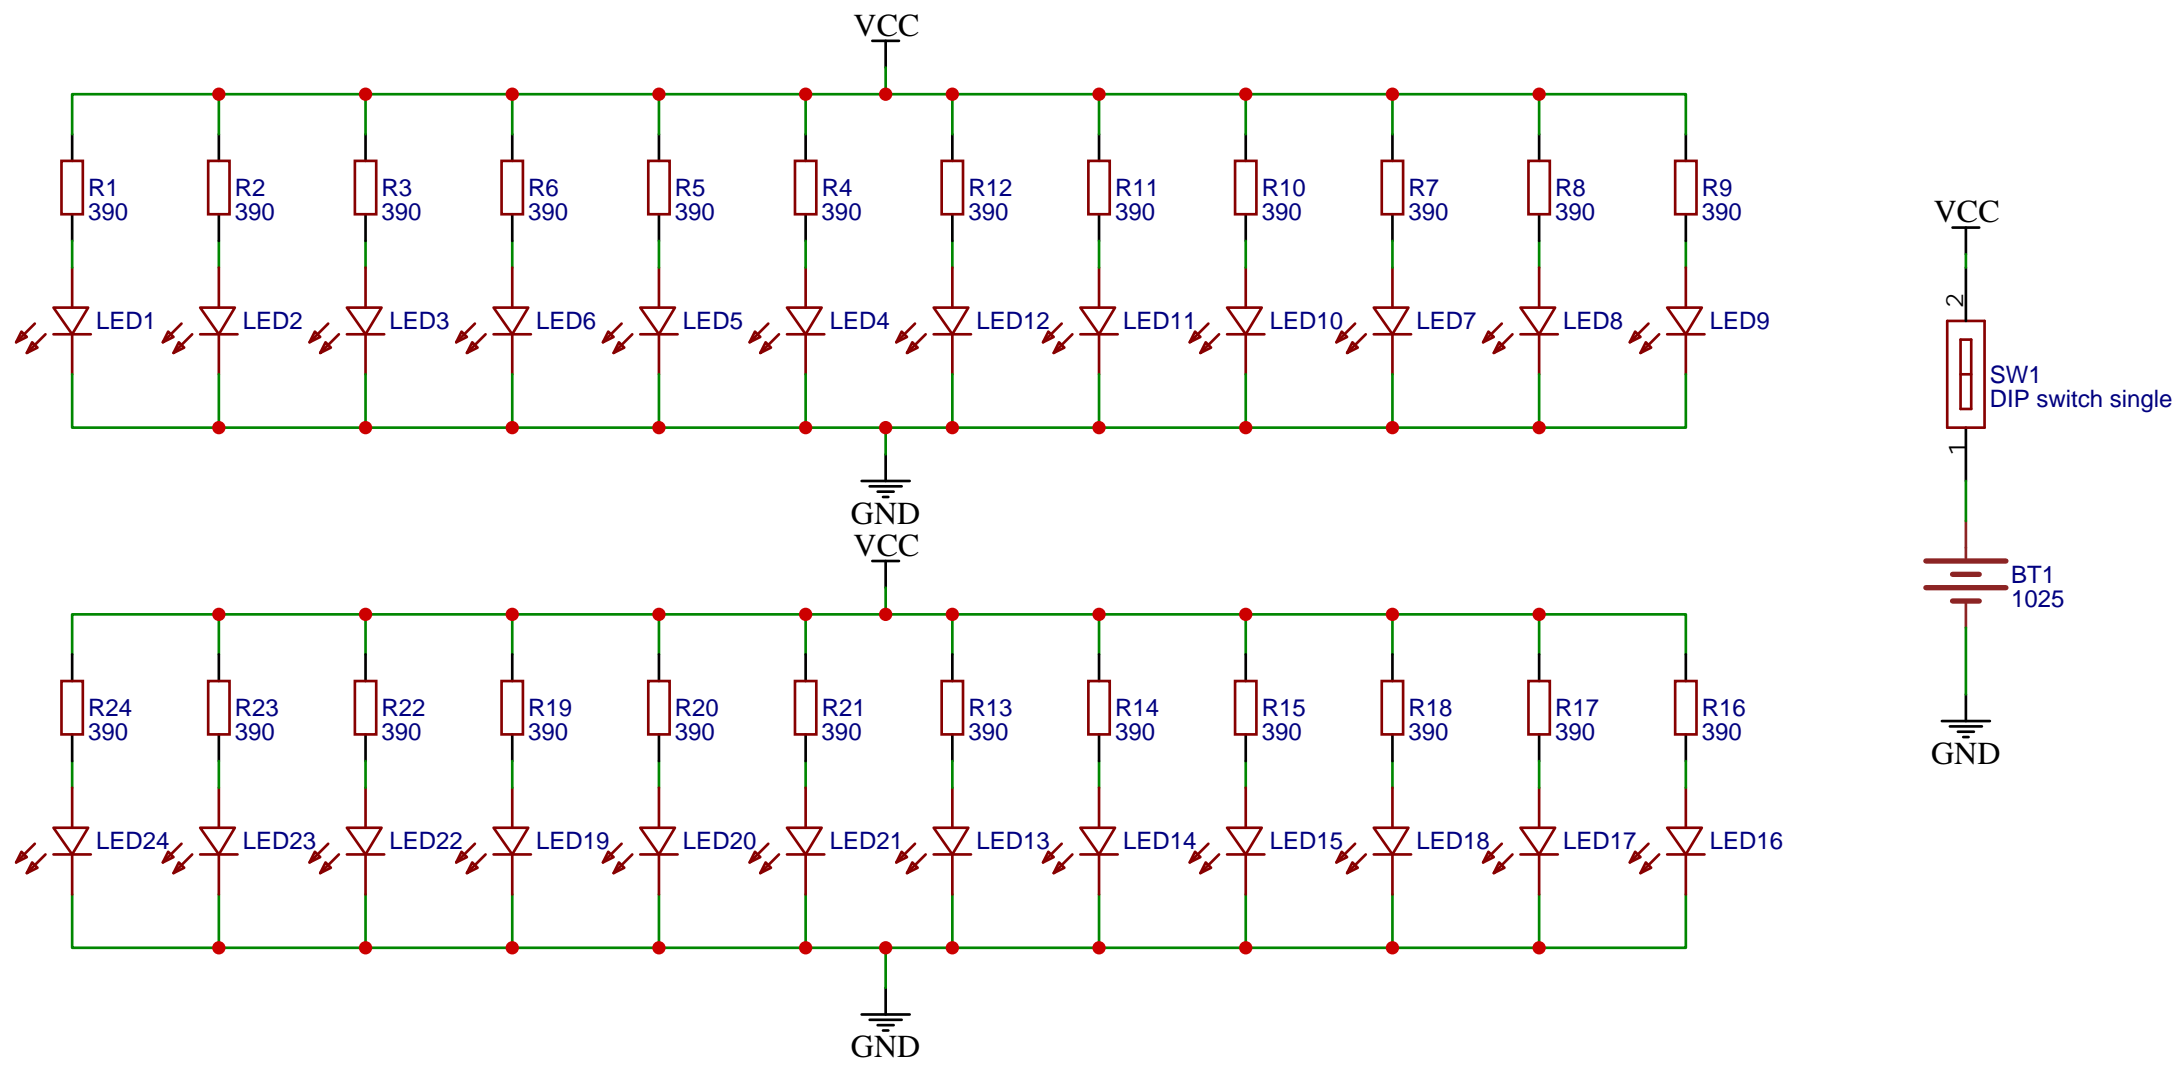 VCC
R1
390
R2
390
R3
390
R6
390
R5
390
R4
390
R12
390
R11
390
R10
390
R7
390
R8
390
R9
390
LED1
LED2
LED3
LED6
LED5
LED4
LED12
LED11
LED10
LED7
LED8
LED9
GND
VCC
R24
390
R23
390
R22
390
R19
390
R20
390
R21
390
R13
390
R14
390
R15
390
R18
390
R17
390
R16
390
LED24
LED23
LED22
LED19
LED20
LED21
LED13
LED14
LED15
LED18
LED17
LED16
GND
VCC
2
SW1
DIP switch single
1
BT1
1025
GND